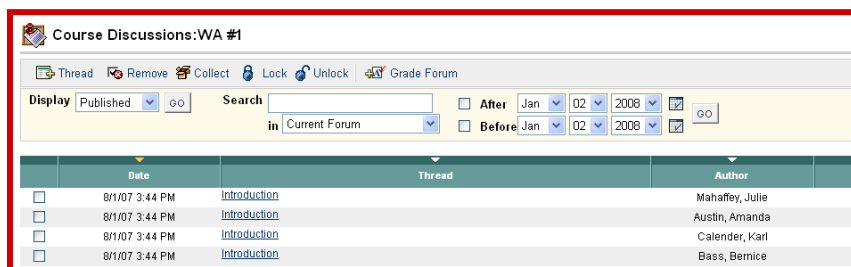 Course Discussions:WA #1
Thread Remove Collect Lock Unlock Grade Forum
Display Published GO Search After Jan 02 2008 GO
in Current Forum Before Jan 02 2008
Date Thread Author
8/1/07 3:44 PM Introduction Mahaffey, Julie
8/1/07 3:44 PM Introduction Austin, Amanda
8/1/07 3:44 PM Introduction Calender, Karl
8/1/07 3:44 PM Introduction Bass, Bernice